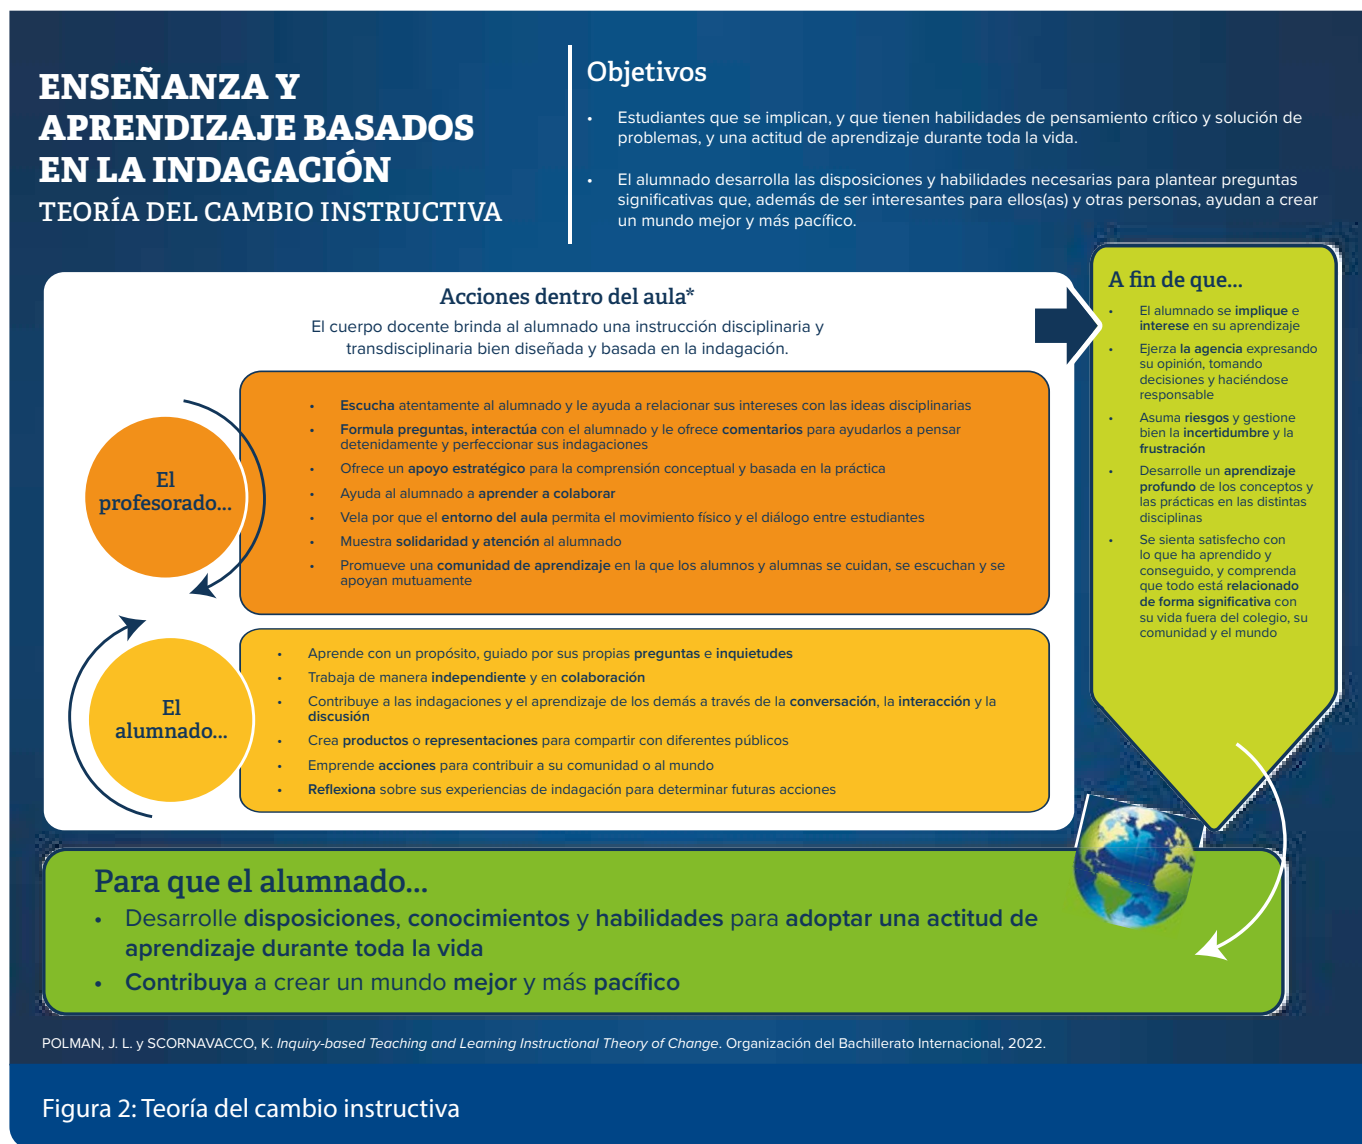 ENSEÑANZA Y
APRENDIZAJE BASADOS
EN LA INDAGACIÓN
TEORÍA DEL CAMBIO INSTRUCTIVA
Objetivos
• Estudiantes que se implican, y que tienen habilidades de pensamiento crítico y solución de
problemas, y una actitud de aprendizaje durante toda la vida.
• El alumnado desarrolla las disposiciones y habilidades necesarias para plantear preguntas
significativas que, además de ser interesantes para ellos(as) y otras personas, ayudan a crear
un mundo mejor y más pacífico.
Acciones dentro del aula*
El cuerpo docente brinda al alumnado una instrucción disciplinaria y
transdisciplinaria bien diseñada y basada en la indagación.
El
profesorado...
• Escucha atentamente al alumnado y le ayuda a relacionar sus intereses con las ideas disciplinarias
• Formula preguntas, interactúa con el alumnado y le ofrece comentarios para ayudarlos a pensar
detenidamente y perfeccionar sus indagaciones
• Ofrece un apoyo estratégico para la comprensión conceptual y basada en la práctica
• Ayuda al alumnado a aprender a colaborar
• Vela por que el entorno del aula permita el movimiento físico y el diálogo entre estudiantes
• Muestra solidaridad y atención al alumnado
• Promueve una comunidad de aprendizaje en la que los alumnos y alumnas se cuidan, se escuchan y se
apoyan mutuamente
El
alumnado...
• Aprende con un propósito, guiado por sus propias preguntas e inquietudes
• Trabaja de manera independiente y en colaboración
• Contribuye a las indagaciones y el aprendizaje de los demás a través de la conversación, la interacción y la
discusión
• Crea productos o representaciones para compartir con diferentes públicos
• Emprende acciones para contribuir a su comunidad o al mundo
• Reflexiona sobre sus experiencias de indagación para determinar futuras acciones
A fin de que...
• El alumnado se implique e
interese en su aprendizaje
• Ejerza la agencia expresando
su opinión, tomando
decisiones y haciéndose
responsable
• Asuma riesgos y gestione
bien la incertidumbre y la
frustración
• Desarrolle un aprendizaje
profundo de los conceptos y
las prácticas en las distintas
disciplinas
• Se sienta satisfecho con
lo que ha aprendido y
conseguido, y comprenda
que todo está relacionado
de forma significativa con
su vida fuera del colegio, su
comunidad y el mundo
Para que el alumnado...
• Desarrolle disposiciones, conocimientos y habilidades para adoptar una actitud de
aprendizaje durante toda la vida
• Contribuya a crear un mundo mejor y más pacífico
POLMAN, J. L. y SCORNAVACCO, K. Inquiry-based Teaching and Learning Instructional Theory of Change. Organización del Bachillerato Internacional, 2022.
Figura 2: Teoría del cambio instructiva